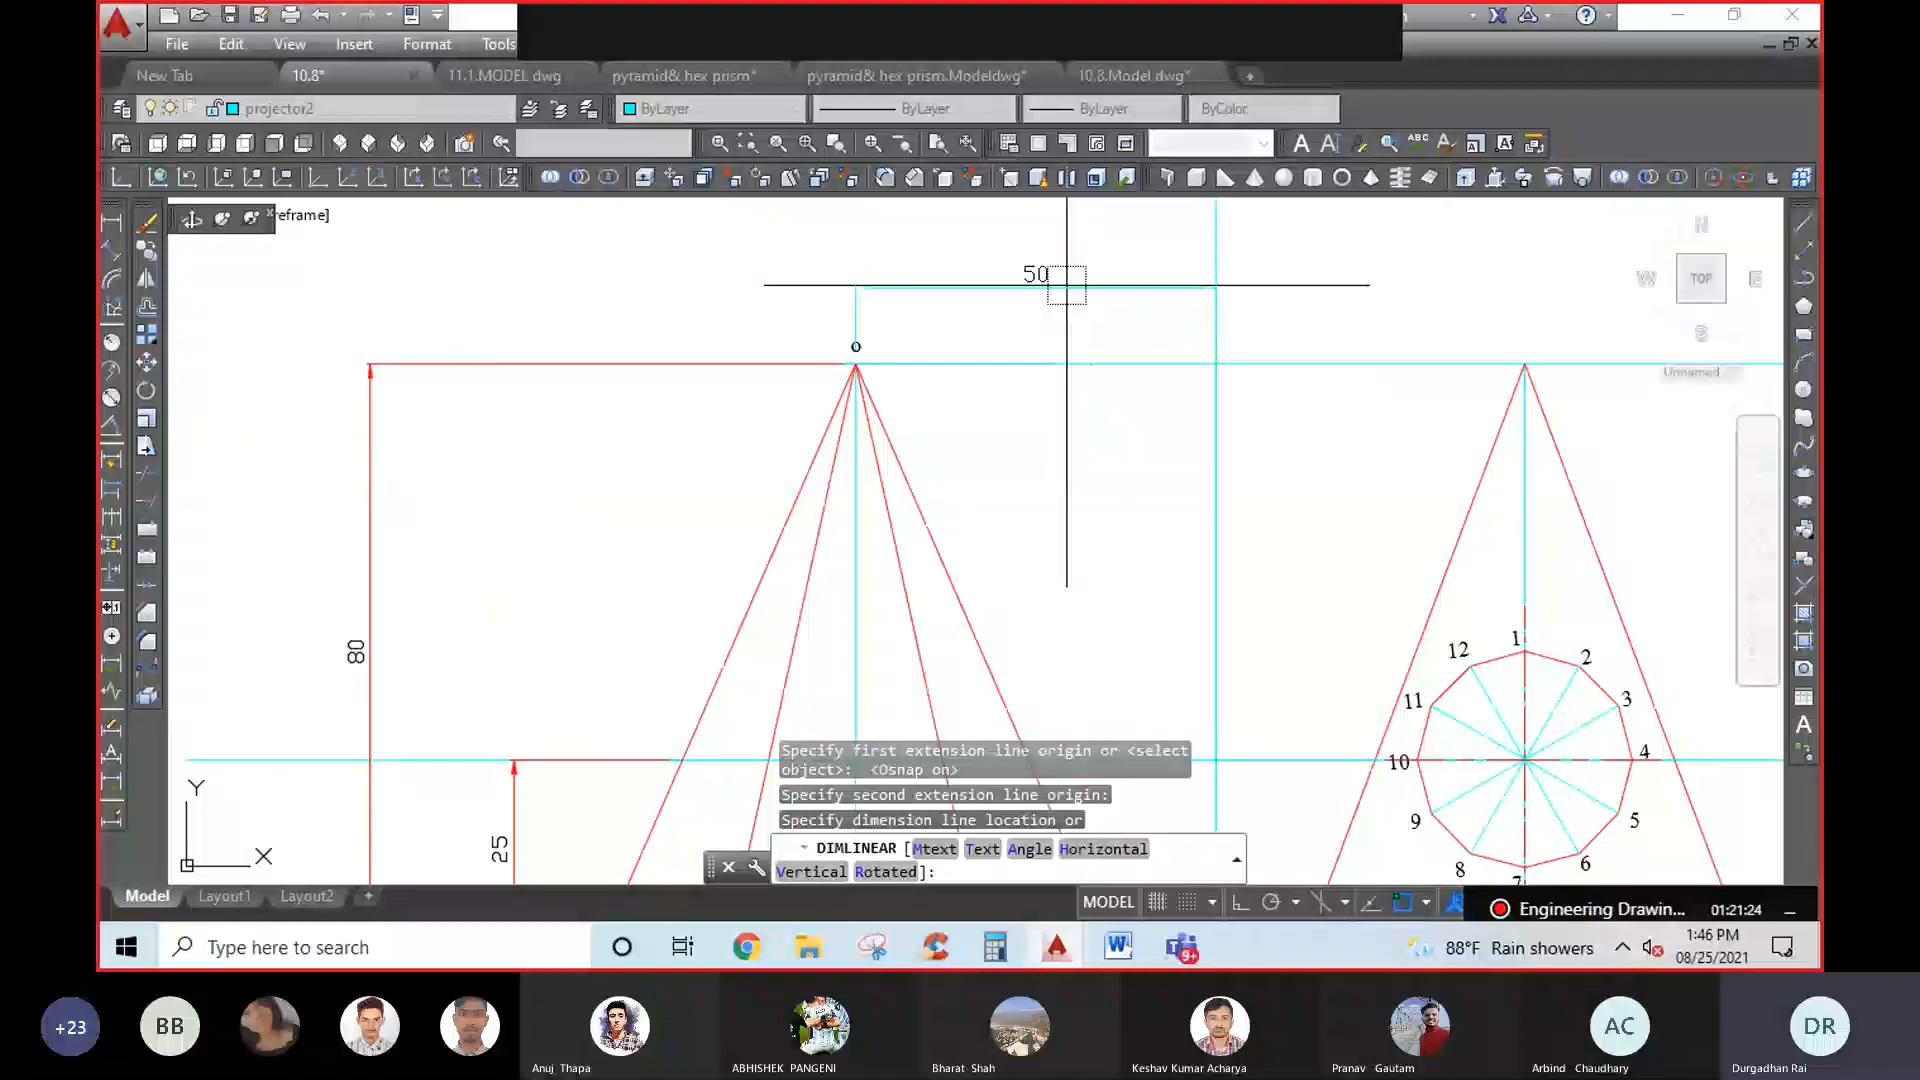 File Edit View Insert Format Tools
New Tab 10.8* 11.1.MODEL dwg pyramid& hex prism* pyramid& hex prism.Modeldwg* 10.8.Model dwg*
projector2 ByLayer ByLayer ByLayer ByColor
reframe]
N
W TOP E
S
Unnamed
50
o
80
25
1
2
3
4
5
6
7
8
9
10
11
12
Specify first extension line origin or <select
object>: <Osnap on>
Specify second extension line origin:
Specify dimension line location or
DIMLINEAR [Mtext Text Angle Horizontal
Vertical Rotated]:
Y
X
Model Layout1 Layout2 +
MODEL
Engineering Drawin... 01:21:24
Type here to search
9+
88°F Rain showers
1:46 PM
08/25/2021
+23 BB AC DR
Anuj Thapa ABHISHEK PANGENI Bharat Shah Keshav Kumar Acharya Pranav Gautam Arbind Chaudhary Durgadhan Rai